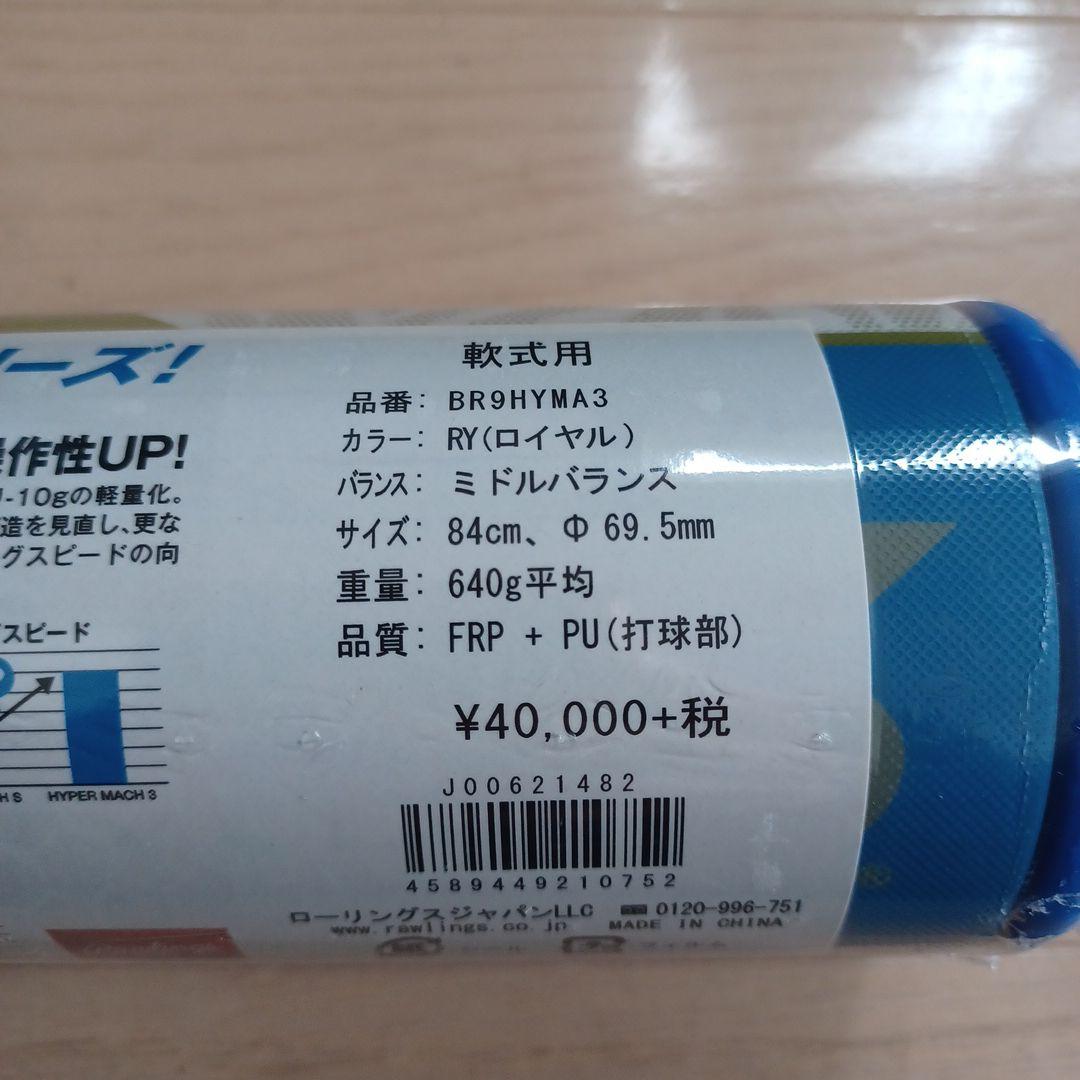 リーズ!
操作性UP!
-10gの軽量化。
造を見直し、更な
グスピードの向
スピード
H S HYPER MACH 3
軟式用
品番: BR9HYMA3
カラー: RY(ロイヤル)
バランス: ミドルバランス
サイズ: 84cm、Φ 69.5mm
重量: 640g平均
品質: FRP + PU(打球部)
¥40,000+税
J00621482
4589449210752
ローリングスジャパンLLC ☎ 0120-996-751
www.rawlings.co.jp MADE IN CHINA
®